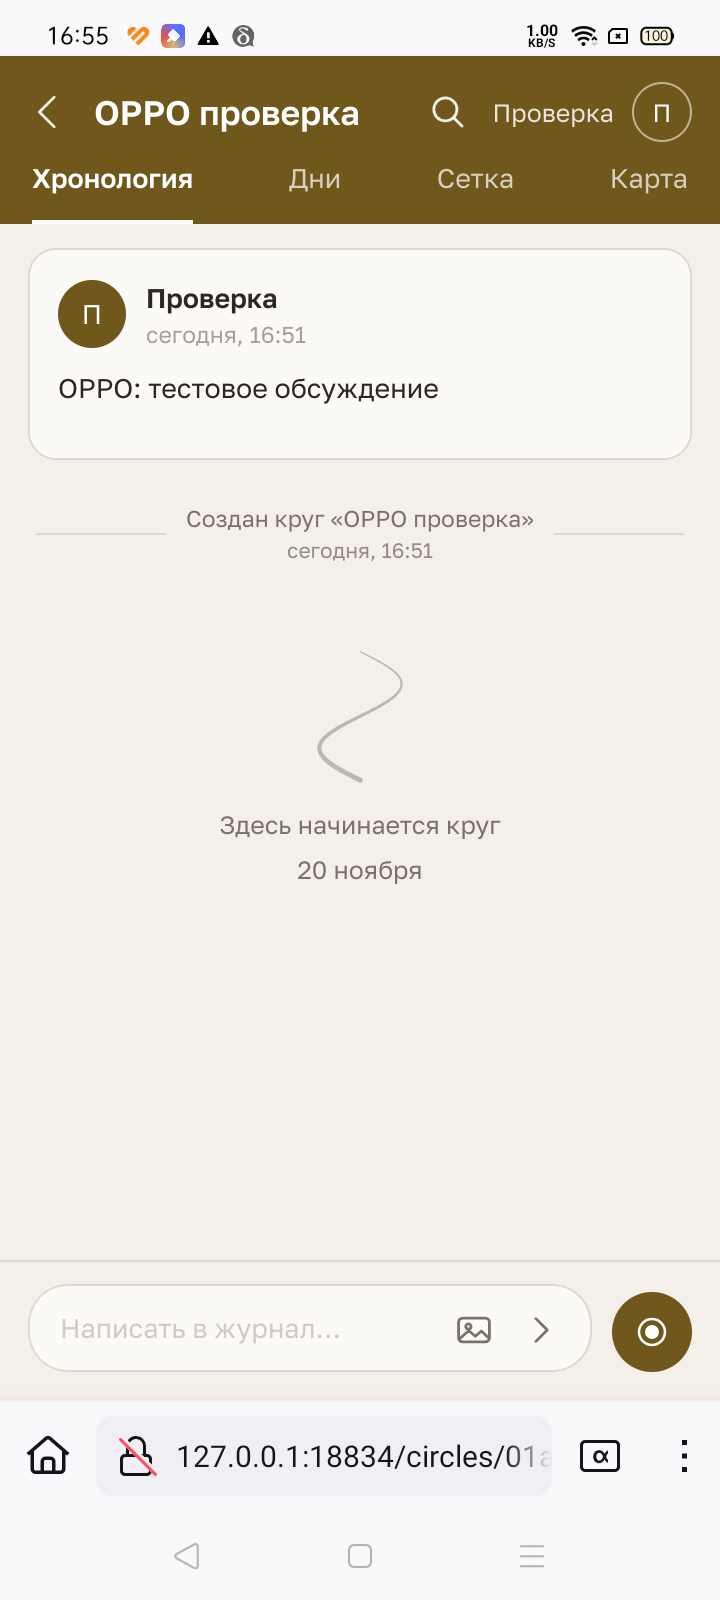 16:55
1.00
KB/S
100
OPPO проверка
Проверка
П
Хронология
Дни
Сетка
Карта
П
Проверка
сегодня, 16:51
OPPO: тестовое обсуждение
Создан круг «OPPO проверка»
сегодня, 16:51
Здесь начинается круг
20 ноября
Написать в журнал...
127.0.0.1:18834/circles/01a
α